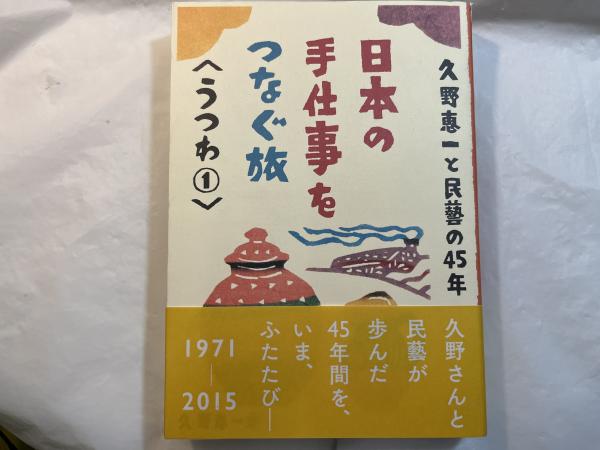 久野恵一と民藝の45年
日本の
手仕事を
つなぐ旅
〈うつわ①〉
久野さんと
民藝が
歩んだ
45年間を、
いま、
ふたたび―
1971
―
2015